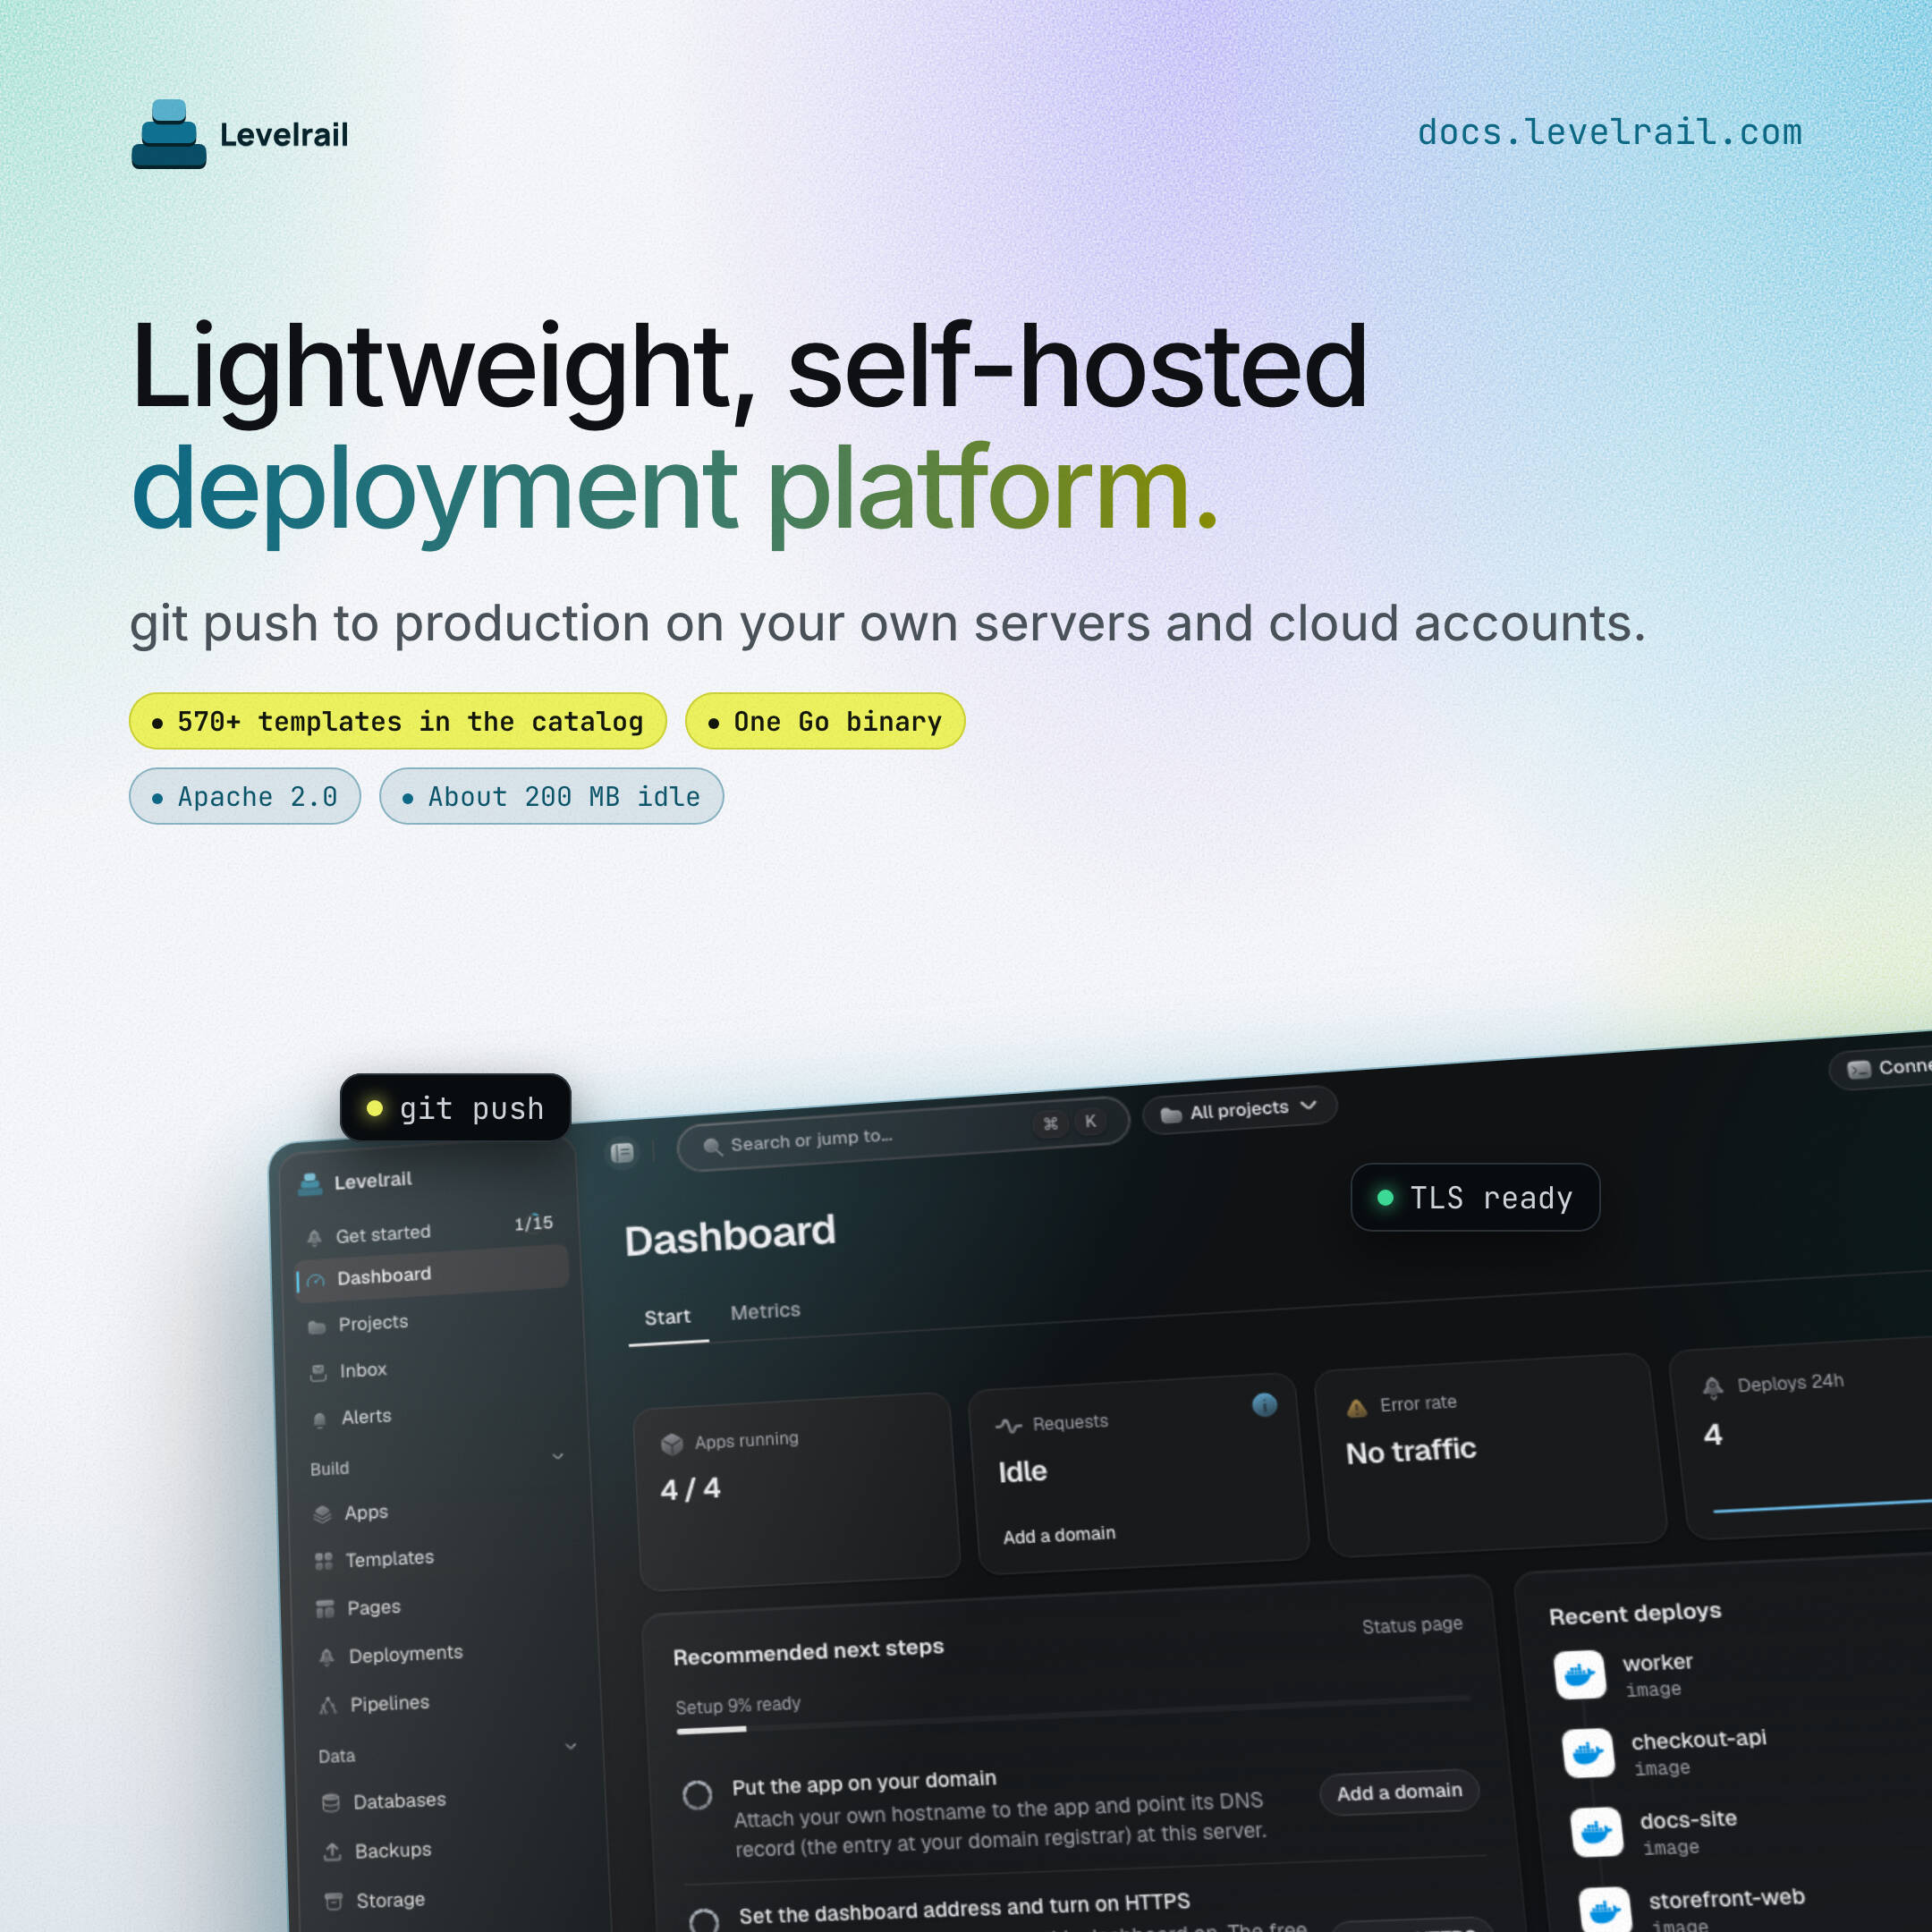 Levelrail
docs.levelrail.com
Lightweight, self-hosted
deployment platform.
git push to production on your own servers and cloud accounts.
570+ templates in the catalog
One Go binary
Apache 2.0
About 200 MB idle
git push
Levelrail
Get started 1/15
Dashboard
Projects
Inbox
Alerts
Build
Apps
Templates
Pages
Deployments
Pipelines
Data
Databases
Backups
Storage
Search or jump to...
⌘ K
All projects
TLS ready
Dashboard
Start
Metrics
Apps running
4 / 4
Requests
Idle
Add a domain
Error rate
No traffic
Deploys 24h
4
Recommended next steps
Status page
Setup 9% ready
Put the app on your domain
Attach your own hostname to the app and point its DNS
record (the entry at your domain registrar) at this server.
Add a domain
Set the dashboard address and turn on HTTPS
Recent deploys
worker
image
checkout-api
image
docs-site
image
storefront-web
image